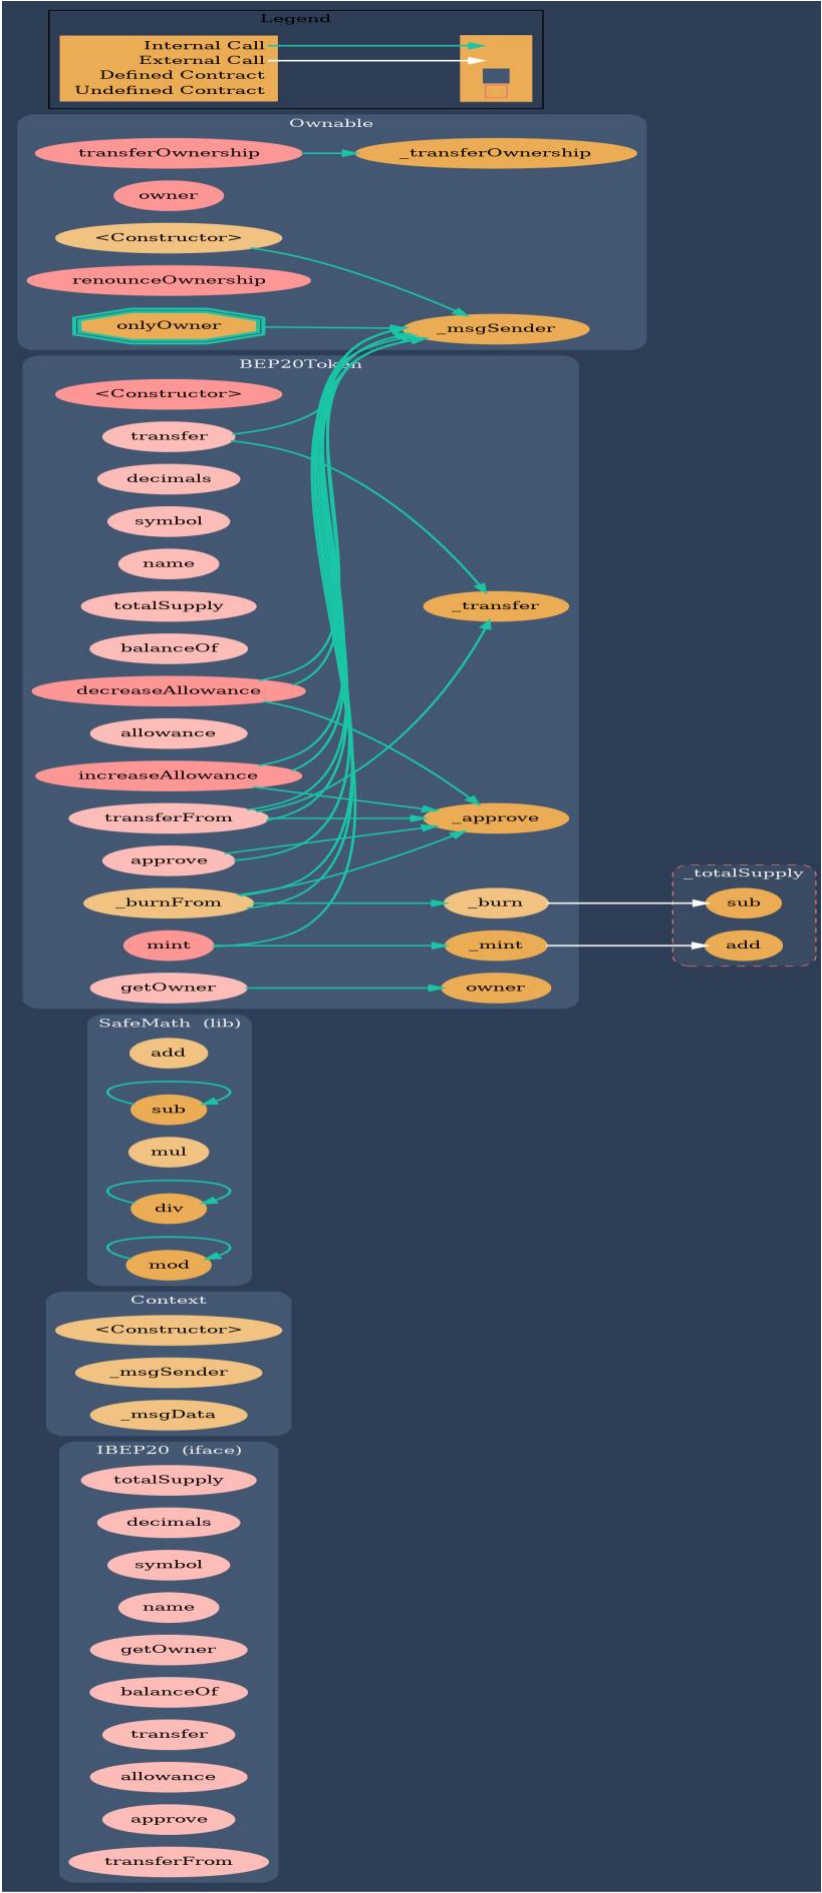 Legend
Internal Call
External Call
Defined Contract
Undefined Contract
Ownable
transferOwnership
_transferOwnership
owner
<Constructor>
renounceOwnership
onlyOwner
_msgSender
BEP20Token
<Constructor>
transfer
decimals
symbol
name
totalSupply
_transfer
balanceOf
decreaseAllowance
allowance
increaseAllowance
transferFrom
_approve
approve
_totalSupply
_burnFrom
_burn
sub
mint
_mint
add
getOwner
owner
SafeMath (lib)
add
sub
mul
div
mod
Context
<Constructor>
_msgSender
_msgData
IBEP20 (iface)
totalSupply
decimals
symbol
name
getOwner
balanceOf
transfer
allowance
approve
transferFrom